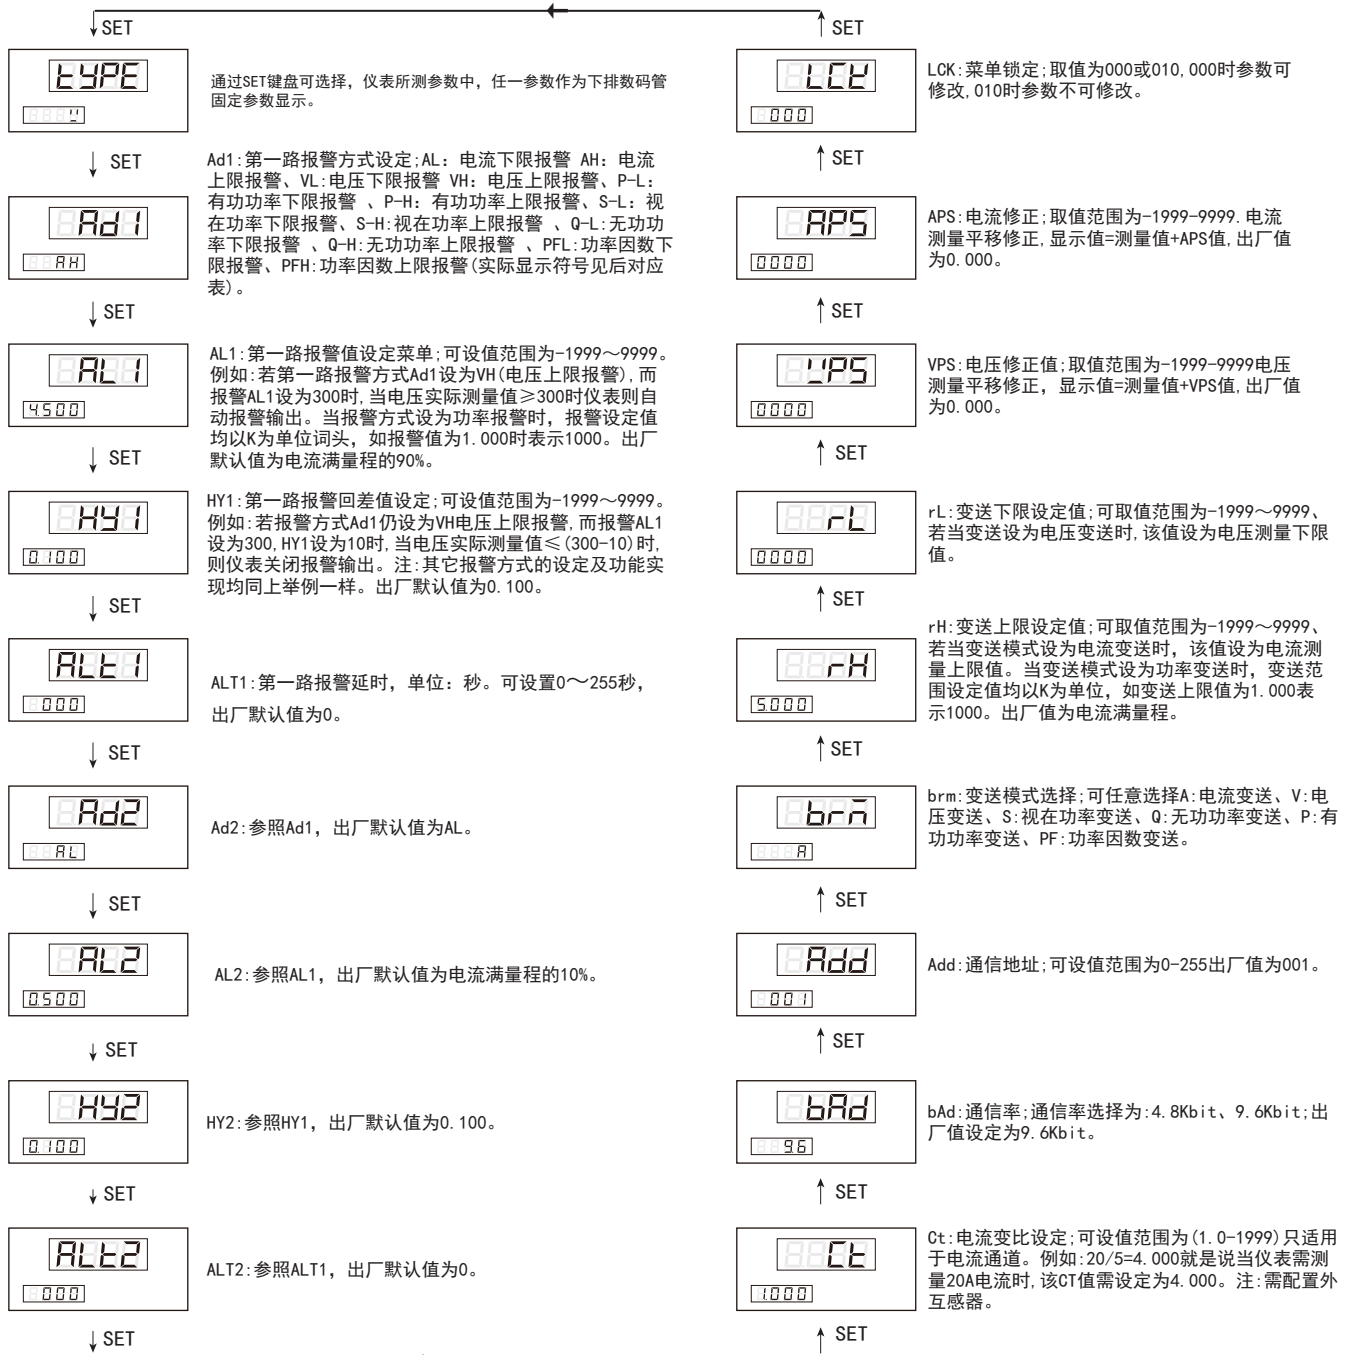 SET
tYPE
V
通过SET键盘可选择，仪表所测参数中，任一参数作为下排数码管
固定参数显示。
SET
Ad1
AH
Ad1:第一路报警方式设定;AL: 电流下限报警 AH: 电流
上限报警、VL:电压下限报警 VH: 电压上限报警、P-L:
有功功率下限报警 、P-H: 有功功率上限报警、S-L: 视
在功率下限报警、S-H:视在功率上限报警 、Q-L:无功功
率下限报警 、Q-H:无功功率上限报警 、PFL:功率因数下
限报警、PFH:功率因数上限报警(实际显示符号见后对应
表)。
SET
AL1
4.500
AL1:第一路报警值设定菜单;可设值范围为-1999～9999。
例如:若第一路报警方式Ad1设为VH(电压上限报警),而
报警AL1设为300时,当电压实际测量值≥300时仪表则自
动报警输出。当报警方式设为功率报警时，报警设定值
均以K为单位词头，如报警值为1.000时表示1000。出厂
默认值为电流满量程的90%。
SET
HY1
0.100
HY1:第一路报警回差值设定;可设值范围为-1999～9999。
例如:若报警方式Ad1仍设为VH电压上限报警,而报警AL1
设为300,HY1设为10时,当电压实际测量值≤(300-10)时,
则仪表关闭报警输出。注:其它报警方式的设定及功能实
现均同上举例一样。出厂默认值为0.100。
SET
ALt1
000
ALT1:第一路报警延时，单位: 秒。可设置0～255秒，
出厂默认值为0。
SET
Ad2
AL
Ad2:参照Ad1，出厂默认值为AL。
SET
AL2
0.500
AL2:参照AL1，出厂默认值为电流满量程的10%。
SET
HY2
0.100
HY2:参照HY1，出厂默认值为0.100。
SET
ALt2
000
ALT2:参照ALT1，出厂默认值为0。
SET
SET
LCK
000
LCK:菜单锁定;取值为000或010,000时参数可
修改,010时参数不可修改。
SET
APS
0000
APS:电流修正;取值范围为-1999-9999.电流
测量平移修正,显示值=测量值+APS值,出厂值
为0.000。
SET
VPS
0000
VPS:电压修正值;取值范围为-1999-9999电压
测量平移修正，显示值=测量值+VPS值,出厂值
为0.000。
SET
rL
0000
rL:变送下限设定值;可取值范围为-1999～9999、
若当变送设为电压变送时,该值设为电压测量下限
值。
SET
rH
5.000
rH:变送上限设定值;可取值范围为-1999～9999、
若当变送模式设为电流变送时，该值设为电流测
量上限值。当变送模式设为功率变送时，变送范
围设定值均以K为单位，如变送上限值为1.000表
示1000。出厂值为电流满量程。
SET
brm
A
brm:变送模式选择;可任意选择A:电流变送、V:电
压变送、S:视在功率变送、Q:无功功率变送、P:有
功功率变送、PF:功率因数变送。
SET
Add
001
Add:通信地址;可设值范围为0-255出厂值为001。
SET
bAd
9.6
bAd:通信率;通信率选择为:4.8Kbit、9.6Kbit;出
厂值设定为9.6Kbit。
SET
Ct
1.000
Ct:电流变比设定;可设值范围为(1.0-1999)只适用
于电流通道。例如:20/5=4.000就是说当仪表需测
量20A电流时,该CT值需设定为4.000。注:需配置外
互感器。
SET